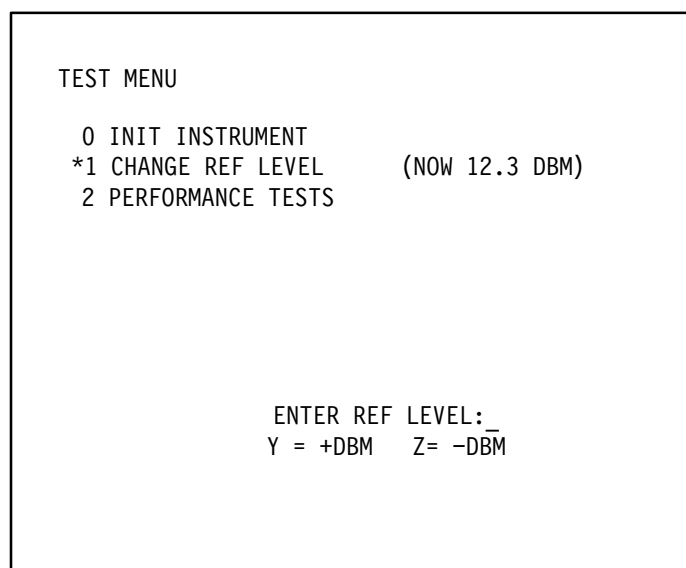 TEST MENU
0 INIT INSTRUMENT
*1 CHANGE REF LEVEL (NOW 12.3 DBM)
2 PERFORMANCE TESTS
ENTER REF LEVEL:_
Y = +DBM Z= −DBM